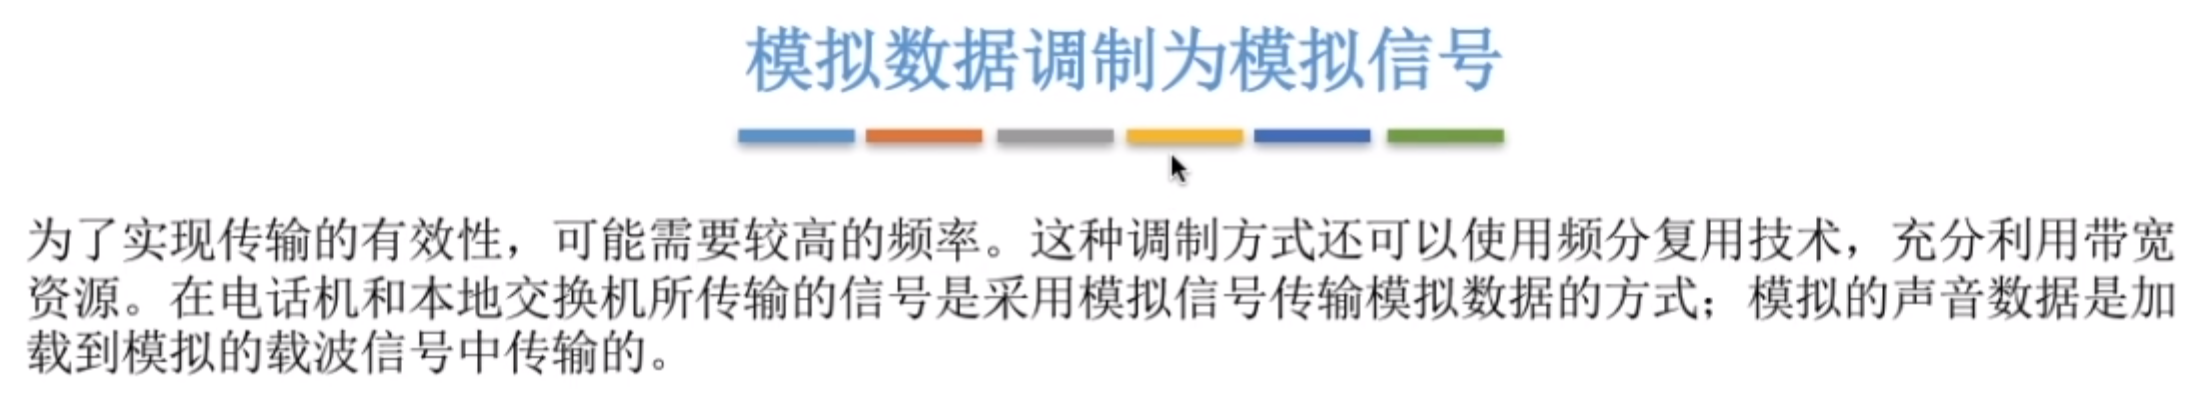 模拟数据调制为模拟信号
为了实现传输的有效性，可能需要较高的频率。这种调制方式还可以使用频分复用技术，充分利用带宽
资源。在电话机和本地交换机所传输的信号是采用模拟信号传输模拟数据的方式；模拟的声音数据是加
载到模拟的载波信号中传输的。